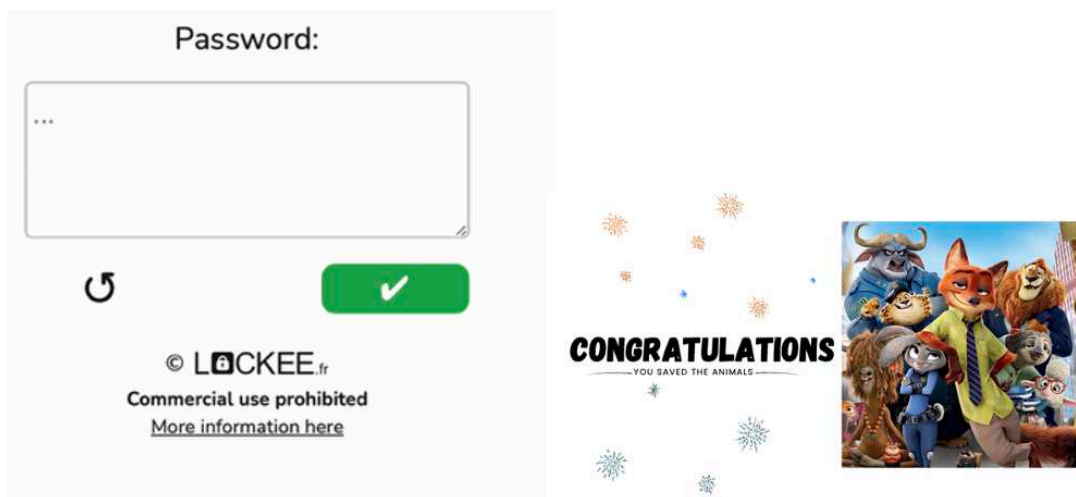 Password:
...
© LOCKEE.fr
Commercial use prohibited
More information here
CONGRATULATIONS
YOU SAVED THE ANIMALS